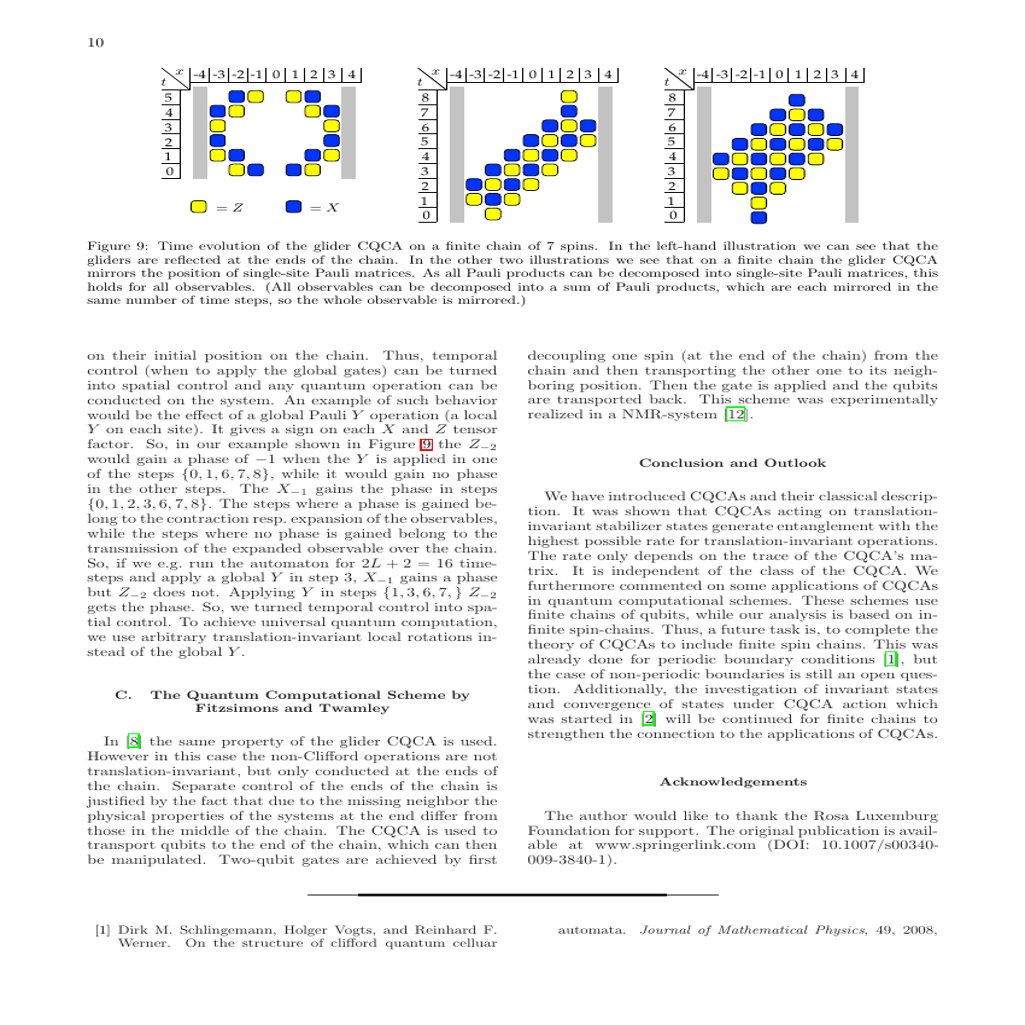 10
x -4 -3 -2 -1 0 1 2 3 4
t
5
4
3
2
1
0
= Z = X
x -4 -3 -2 -1 0 1 2 3 4
t
8
7
6
5
4
3
2
1
0
x -4 -3 -2 -1 0 1 2 3 4
t
8
7
6
5
4
3
2
1
0
Figure 9: Time evolution of the glider CQCA on a finite chain of 7 spins. In the left-hand illustration we can see that the
gliders are reflected at the ends of the chain. In the other two illustrations we see that on a finite chain the glider CQCA
mirrors the position of single-site Pauli matrices. As all Pauli products can be decomposed into single-site Pauli matrices, this
holds for all observables. (All observables can be decomposed into a sum of Pauli products, which are each mirrored in the
same number of time steps, so the whole observable is mirrored.)
on their initial position on the chain. Thus, temporal
control (when to apply the global gates) can be turned
into spatial control and any quantum operation can be
conducted on the system. An example of such behavior
would be the effect of a global Pauli Y operation (a local
Y on each site). It gives a sign on each X and Z tensor
factor. So, in our example shown in Figure 9 the Z₋₂
would gain a phase of −1 when the Y is applied in one
of the steps {0, 1, 6, 7, 8}, while it would gain no phase
in the other steps. The X₋₁ gains the phase in steps
{0, 1, 2, 3, 6, 7, 8}. The steps where a phase is gained be-
long to the contraction resp. expansion of the observables,
while the steps where no phase is gained belong to the
transmission of the expanded observable over the chain.
So, if we e.g. run the automaton for 2L + 2 = 16 time-
steps and apply a global Y in step 3, X₋₁ gains a phase
but Z₋₂ does not. Applying Y in steps {1, 3, 6, 7, } Z₋₂
gets the phase. So, we turned temporal control into spa-
tial control. To achieve universal quantum computation,
we use arbitrary translation-invariant local rotations in-
stead of the global Y.
C. The Quantum Computational Scheme by
Fitzsimons and Twamley
In [8] the same property of the glider CQCA is used.
However in this case the non-Clifford operations are not
translation-invariant, but only conducted at the ends of
the chain. Separate control of the ends of the chain is
justified by the fact that due to the missing neighbor the
physical properties of the systems at the end differ from
those in the middle of the chain. The CQCA is used to
transport qubits to the end of the chain, which can then
be manipulated. Two-qubit gates are achieved by first
decoupling one spin (at the end of the chain) from the
chain and then transporting the other one to its neigh-
boring position. Then the gate is applied and the qubits
are transported back. This scheme was experimentally
realized in a NMR-system [12].
Conclusion and Outlook
We have introduced CQCAs and their classical descrip-
tion. It was shown that CQCAs acting on translation-
invariant stabilizer states generate entanglement with the
highest possible rate for translation-invariant operations.
The rate only depends on the trace of the CQCA's ma-
trix. It is independent of the class of the CQCA. We
furthermore commented on some applications of CQCAs
in quantum computational schemes. These schemes use
finite chains of qubits, while our analysis is based on in-
finite spin-chains. Thus, a future task is, to complete the
theory of CQCAs to include finite spin chains. This was
already done for periodic boundary conditions [1], but
the case of non-periodic boundaries is still an open ques-
tion. Additionally, the investigation of invariant states
and convergence of states under CQCA action which
was started in [2] will be continued for finite chains to
strengthen the connection to the applications of CQCAs.
Acknowledgements
The author would like to thank the Rosa Luxemburg
Foundation for support. The original publication is avail-
able at www.springerlink.com (DOI: 10.1007/s00340-
009-3840-1).
[1] Dirk M. Schlingemann, Holger Vogts, and Reinhard F.
Werner. On the structure of clifford quantum celluar
automata. Journal of Mathematical Physics, 49, 2008,